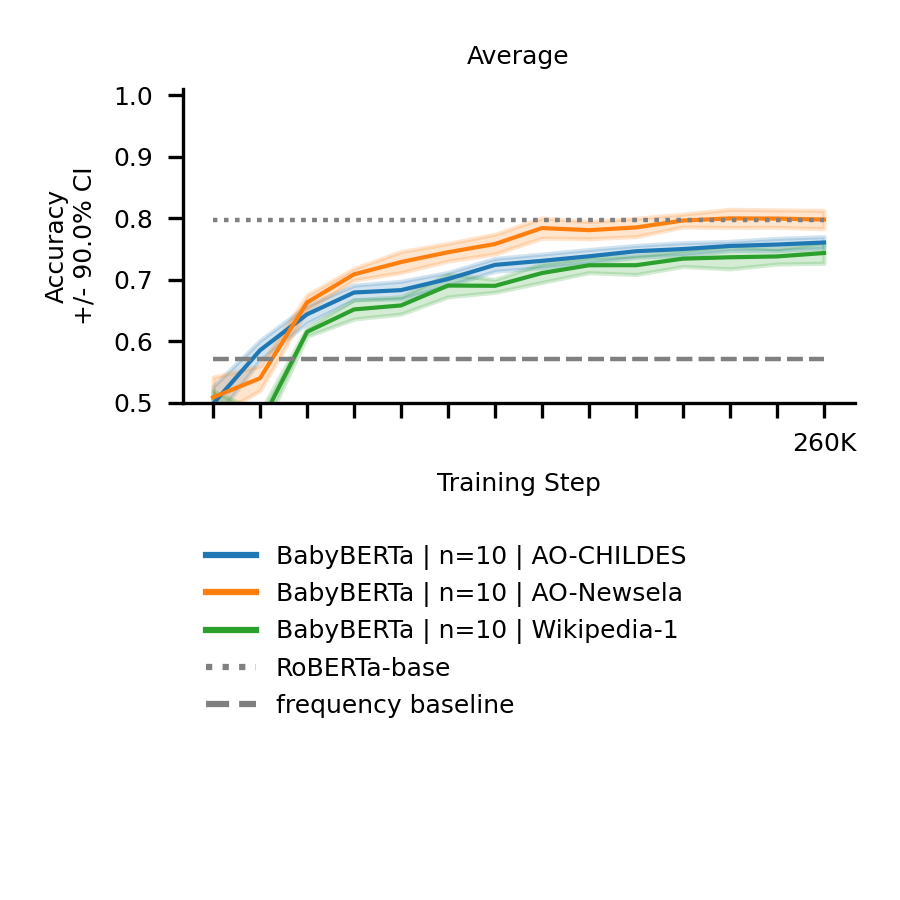 Average
1.0
0.9
0.8
0.7
0.6
0.5
Accuracy
+/- 90.0% CI
260K
Training Step
BabyBERTa | n=10 | AO-CHILDES
BabyBERTa | n=10 | AO-Newsela
BabyBERTa | n=10 | Wikipedia-1
RoBERTa-base
frequency baseline